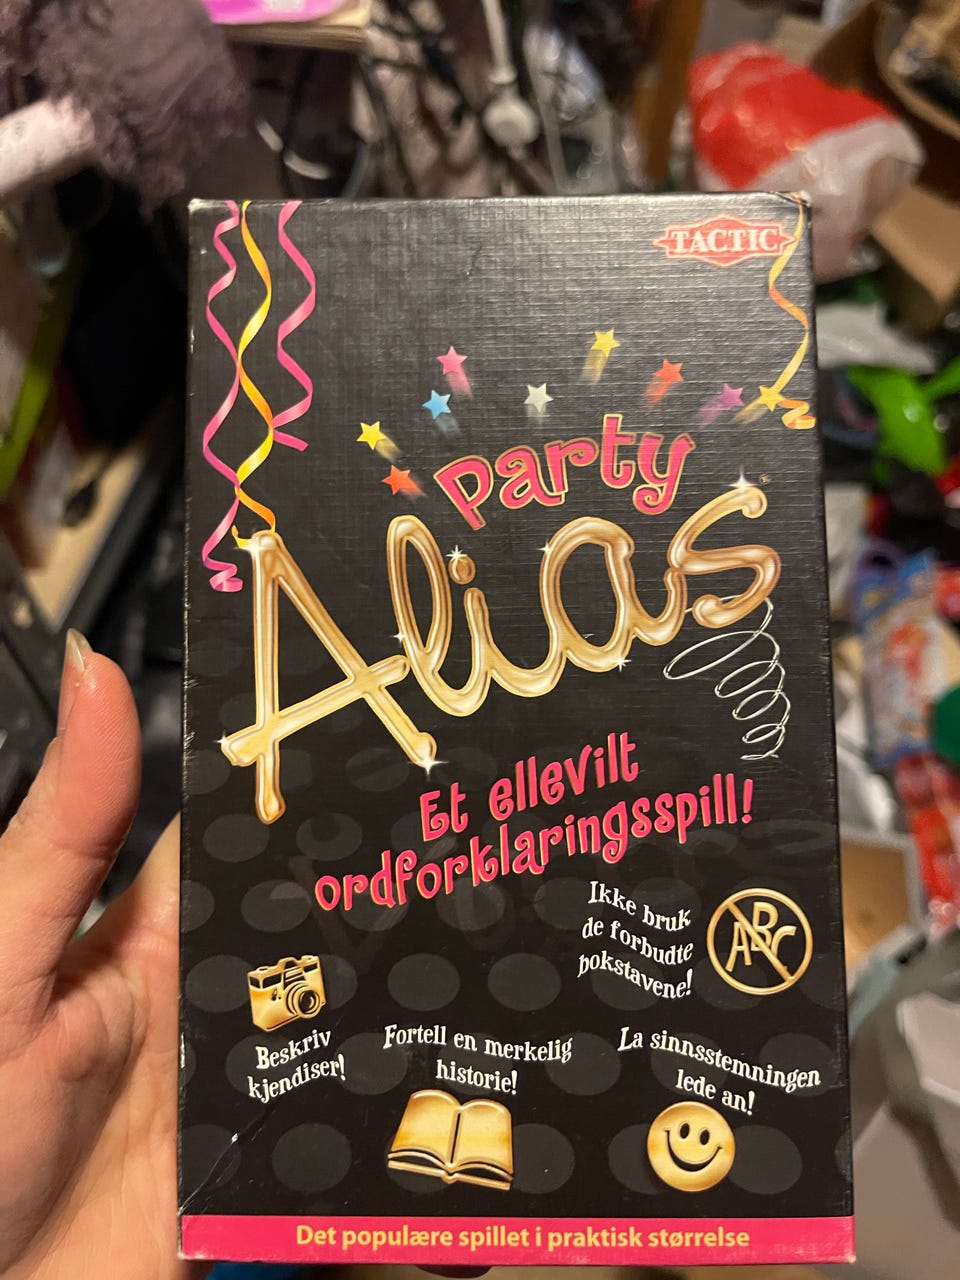 TACTIC
Party
Alias
Et ellevilt
ordforklaringsspill!
Ikke bruk
de forbudte
bokstavene!
ABC
Beskriv
kjendiser!
Fortell en merkelig
historie!
La sinnsstemningen
lede an!
Det populære spillet i praktisk størrelse